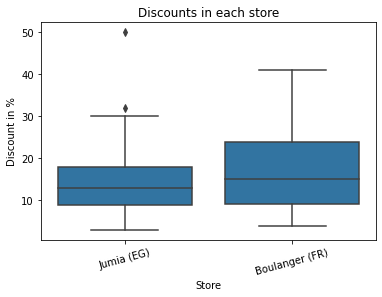 Discounts in each store
50
40
30
20
10
Discount in %
Jumia (EG)
Boulanger (FR)
Store